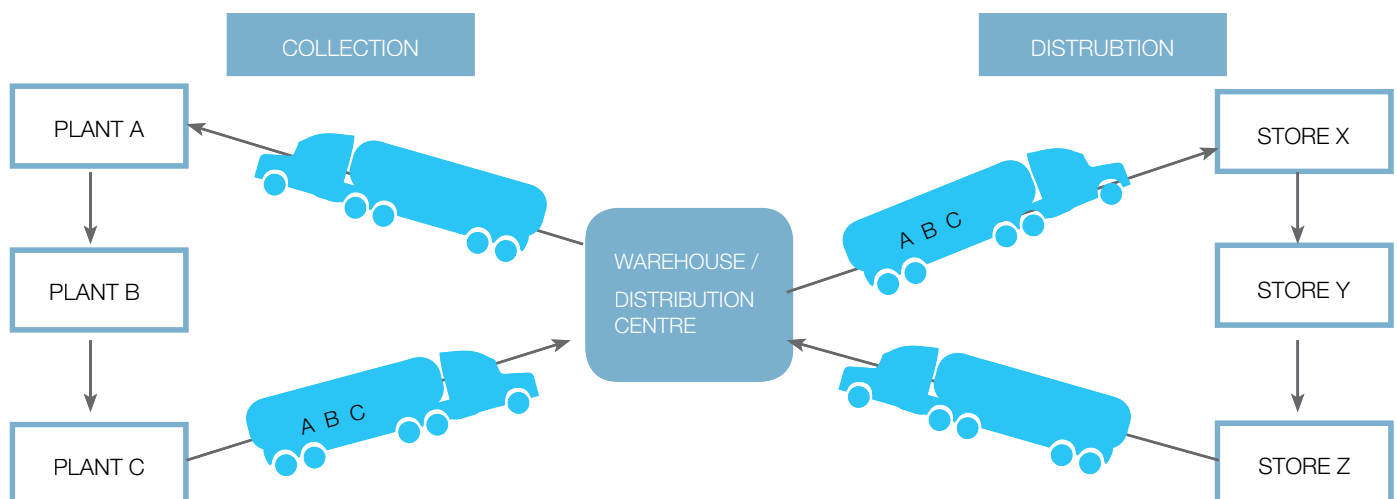 COLLECTION
DISTRUBTION
PLANT A
PLANT B
PLANT C
A B C
WAREHOUSE /
DISTRIBUTION
CENTRE
A B C
STORE X
STORE Y
STORE Z